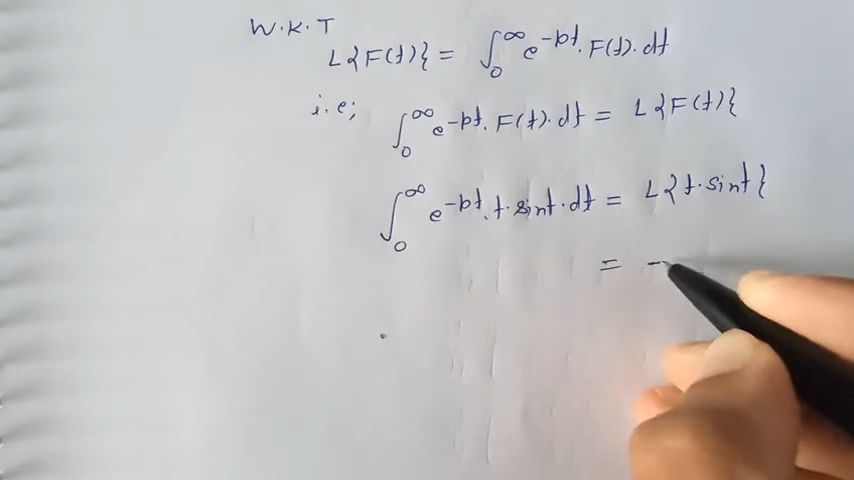 W.K.T
L{F(t)} = ∫₀^∞ e^-pt. F(t).dt
i.e; ∫₀^∞ e^-pt. F(t).dt = L{F(t)}
∫₀^∞ e^-pt. t.sint.dt = L{t.sint}
= -